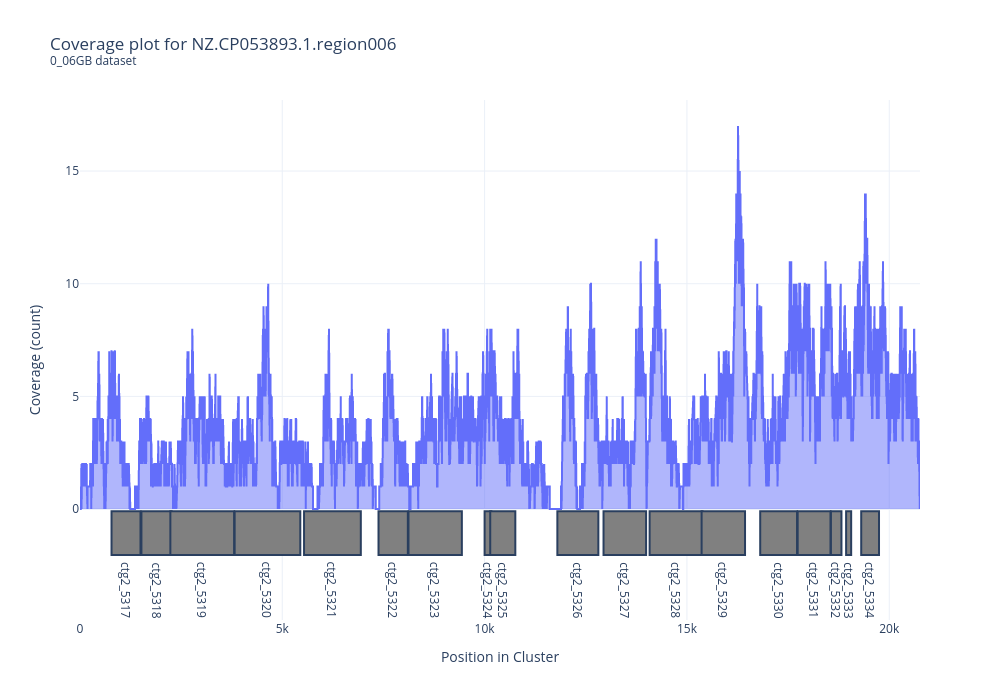 Coverage plot for NZ.CP053893.1.region006
0_06GB dataset
Coverage (count)
15
10
5
0
ctg2_5317
ctg2_5318
ctg2_5319
ctg2_5320
ctg2_5321
ctg2_5322
ctg2_5323
ctg2_5324
ctg2_5325
ctg2_5326
ctg2_5327
ctg2_5328
ctg2_5329
ctg2_5330
ctg2_5331
ctg2_5332
ctg2_5333
ctg2_5334
0
5k
10k
15k
20k
Position in Cluster